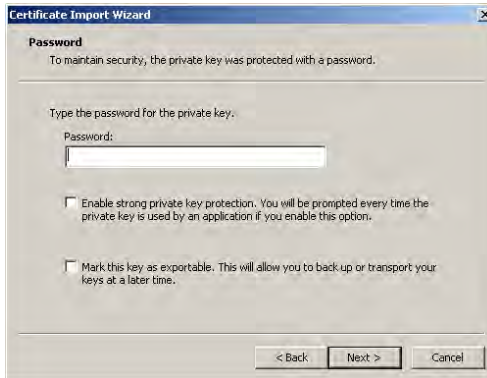 Certificate Import Wizard
Password
To maintain security, the private key was protected with a password.
Type the password for the private key.
Password:
Enable strong private key protection. You will be prompted every time the
private key is used by an application if you enable this option.
Mark this key as exportable. This will allow you to back up or transport your
keys at a later time.
< Back Next > Cancel